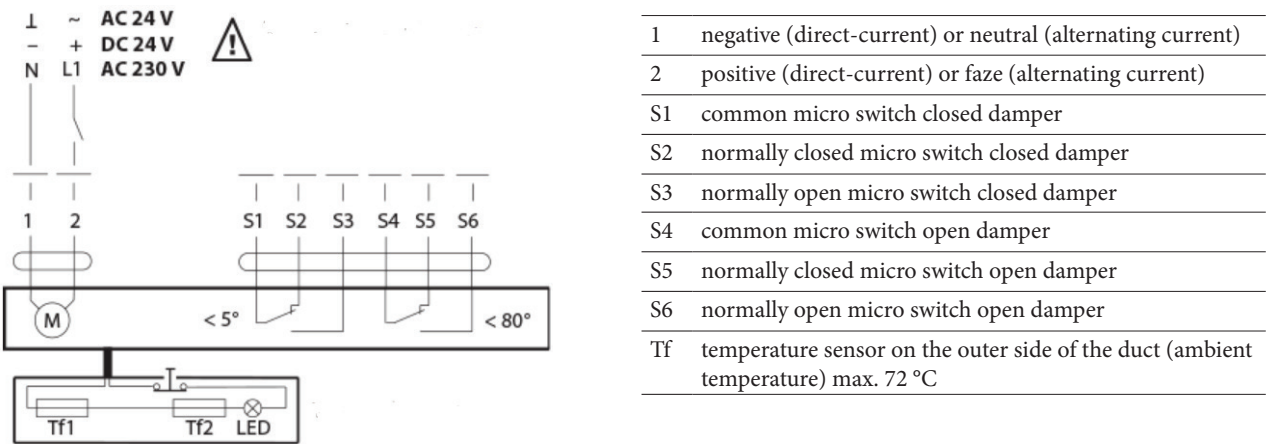 ⊥ ~ AC 24 V
– + DC 24 V
N L1 AC 230 V
1 2 S1 S2 S3 S4 S5 S6
M < 5° < 80°
Tf1 Tf2 LED
1 negative (direct-current) or neutral (alternating current)
2 positive (direct-current) or faze (alternating current)
S1 common micro switch closed damper
S2 normally closed micro switch closed damper
S3 normally open micro switch closed damper
S4 common micro switch open damper
S5 normally closed micro switch open damper
S6 normally open micro switch open damper
Tf temperature sensor on the outer side of the duct (ambient
temperature) max. 72 °C